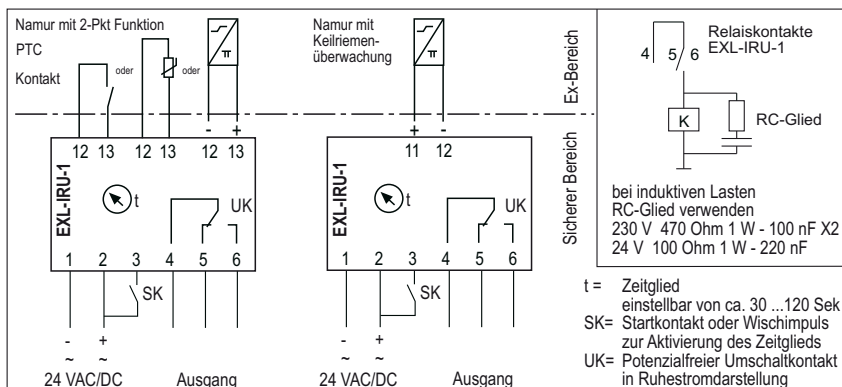 Namur mit 2-Pkt Funktion
PTC
Kontakt
oder
oder
- +
12 13 12 13 12 13
EXL-IRU-1
t
UK
1 2 3 4 5 6
SK
- +
~ ~
24 VAC/DC Ausgang
Namur mit
Keilriemen-
überwachung
+ -
11 12
EXL-IRU-1
t
UK
1 2 3 4 5 6
SK
- +
~ ~
24 VAC/DC Ausgang
Ex-Bereich
Sicherer Bereich
4 5 6
Relaiskontakte
EXL-IRU-1
K
RC-Glied
bei induktiven Lasten
RC-Glied verwenden
230 V 470 Ohm 1 W - 100 nF X2
24 V 100 Ohm 1 W - 220 nF
t = Zeitglied
einstellbar von ca. 30 ...120 Sek
SK= Startkontakt oder Wischimpuls
zur Aktivierung des Zeitglieds
UK= Potenzialfreier Umschaltkontakt
in Ruhestromdarstellung